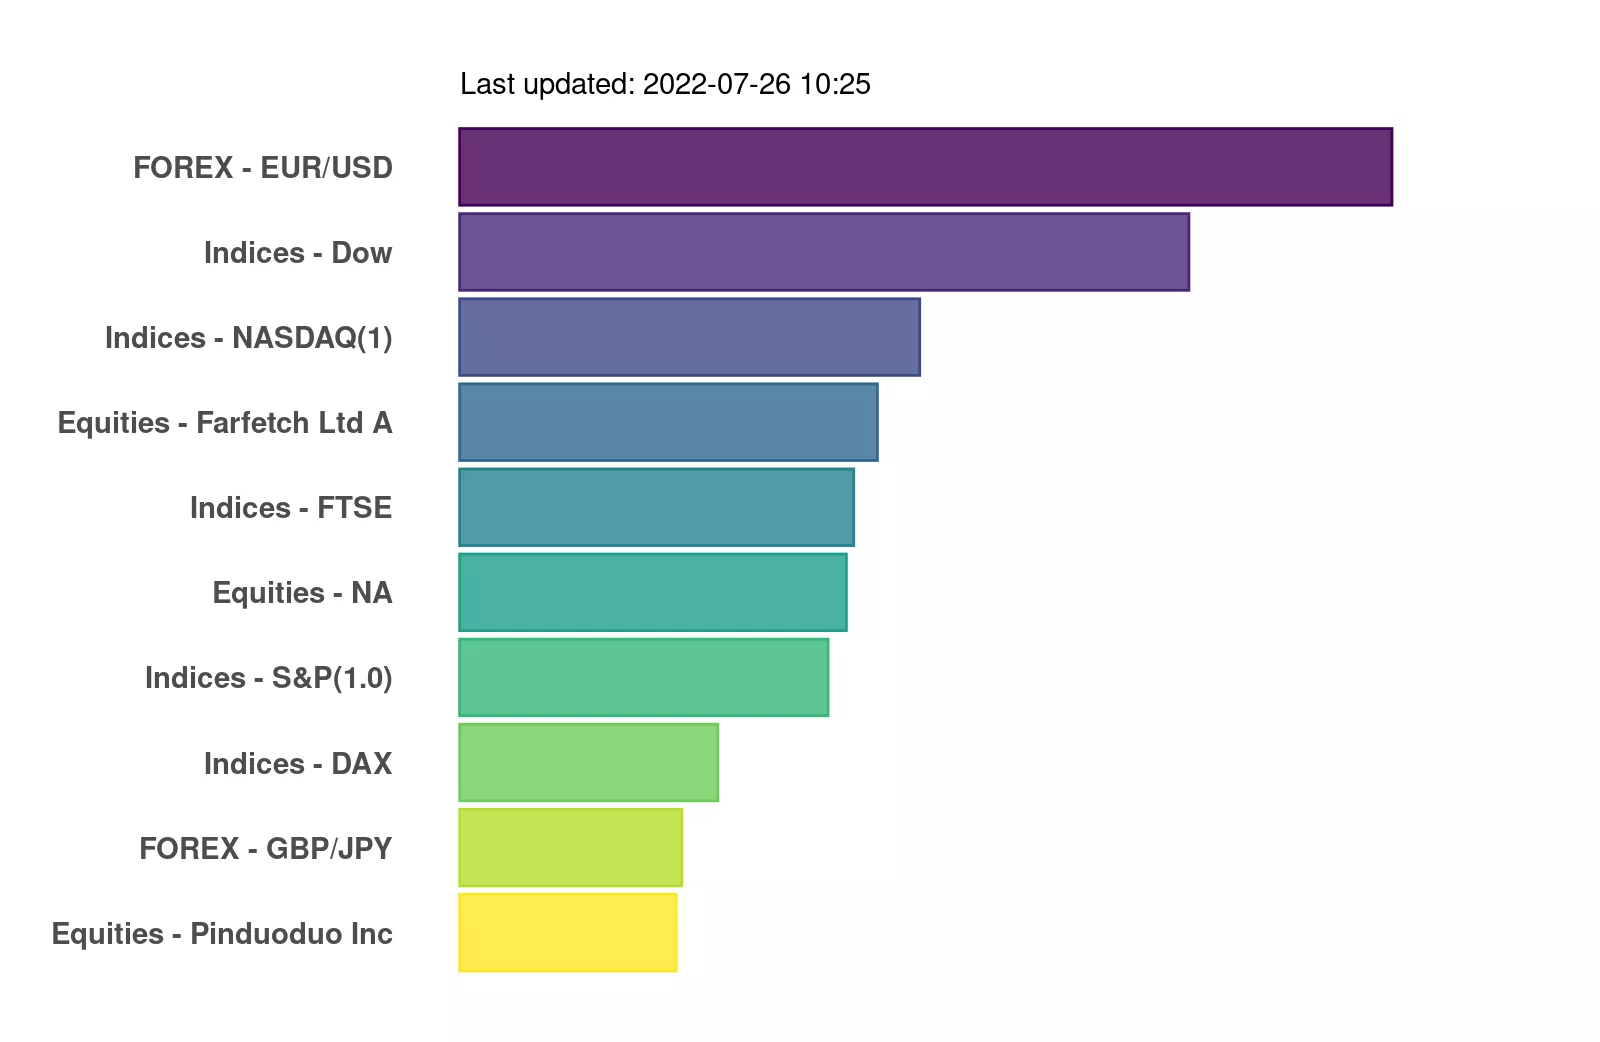 Last updated: 2022-07-26 10:25
FOREX - EUR/USD
Indices - Dow
Indices - NASDAQ(1)
Equities - Farfetch Ltd A
Indices - FTSE
Equities - NA
Indices - S&P(1.0)
Indices - DAX
FOREX - GBP/JPY
Equities - Pinduoduo Inc